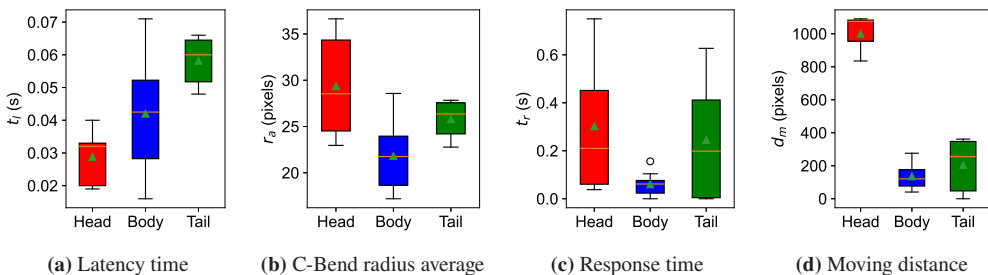 0.07
0.06
0.05
0.04
0.03
0.02
t_l (s)
Head Body Tail
(a) Latency time
35
30
25
20
r_a (pixels)
Head Body Tail
(b) C-Bend radius average
0.6
0.4
0.2
0.0
t_r (s)
Head Body Tail
(c) Response time
1000
800
600
400
200
0
d_m (pixels)
Head Body Tail
(d) Moving distance